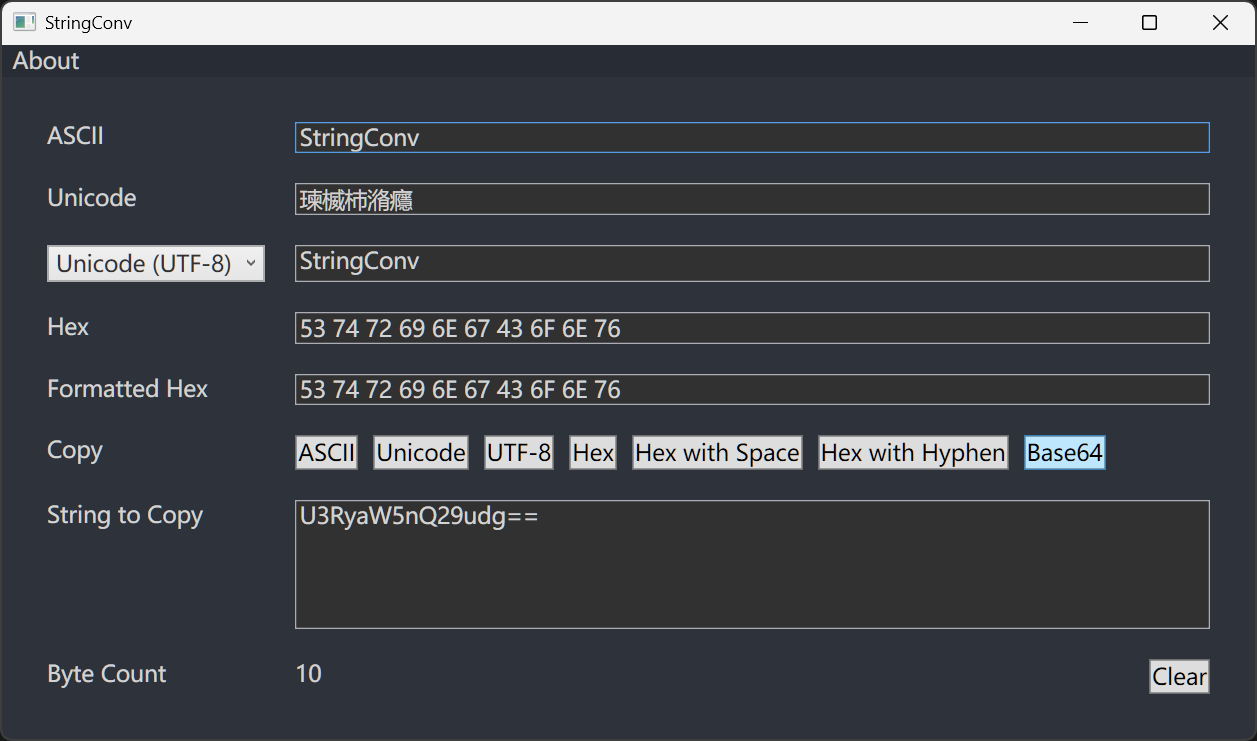 StringConv
About
ASCII
StringConv
Unicode
瑓楲杮潃癮
Unicode (UTF-8)
StringConv
Hex
53 74 72 69 6E 67 43 6F 6E 76
Formatted Hex
53 74 72 69 6E 67 43 6F 6E 76
Copy
ASCII Unicode UTF-8 Hex Hex with Space Hex with Hyphen Base64
String to Copy
U3RyaW5nQ29udg==
Byte Count
10
Clear